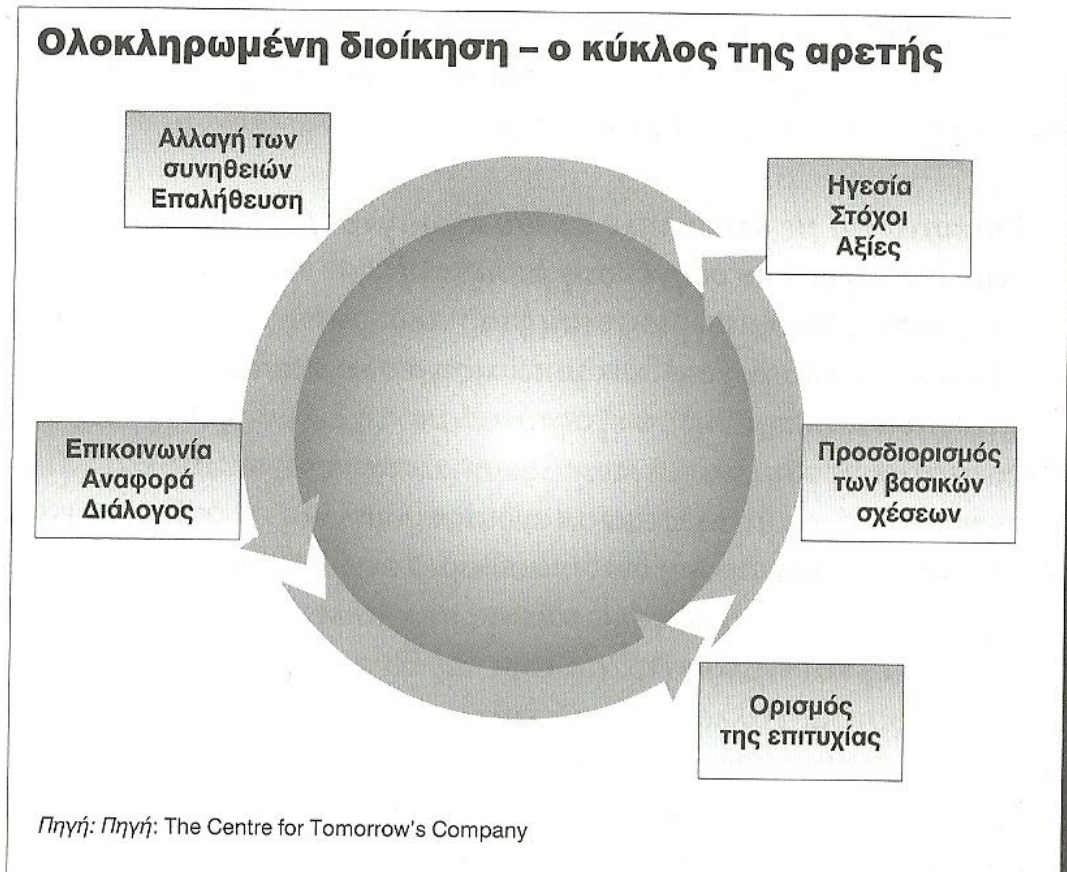 Ολοκληρωμένη διοίκηση – ο κύκλος της αρετής
Αλλαγή των
συνηθειών
Επαλήθευση
Ηγεσία
Στόχοι
Αξίες
Επικοινωνία
Αναφορά
Διάλογος
Προσδιορισμός
των βασικών
σχέσεων
Ορισμός
της επιτυχίας
Πηγή: Πηγή: The Centre for Tomorrow's Company